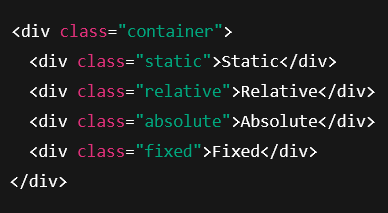 <div class="container">
  <div class="static">Static</div>
  <div class="relative">Relative</div>
  <div class="absolute">Absolute</div>
  <div class="fixed">Fixed</div>
</div>